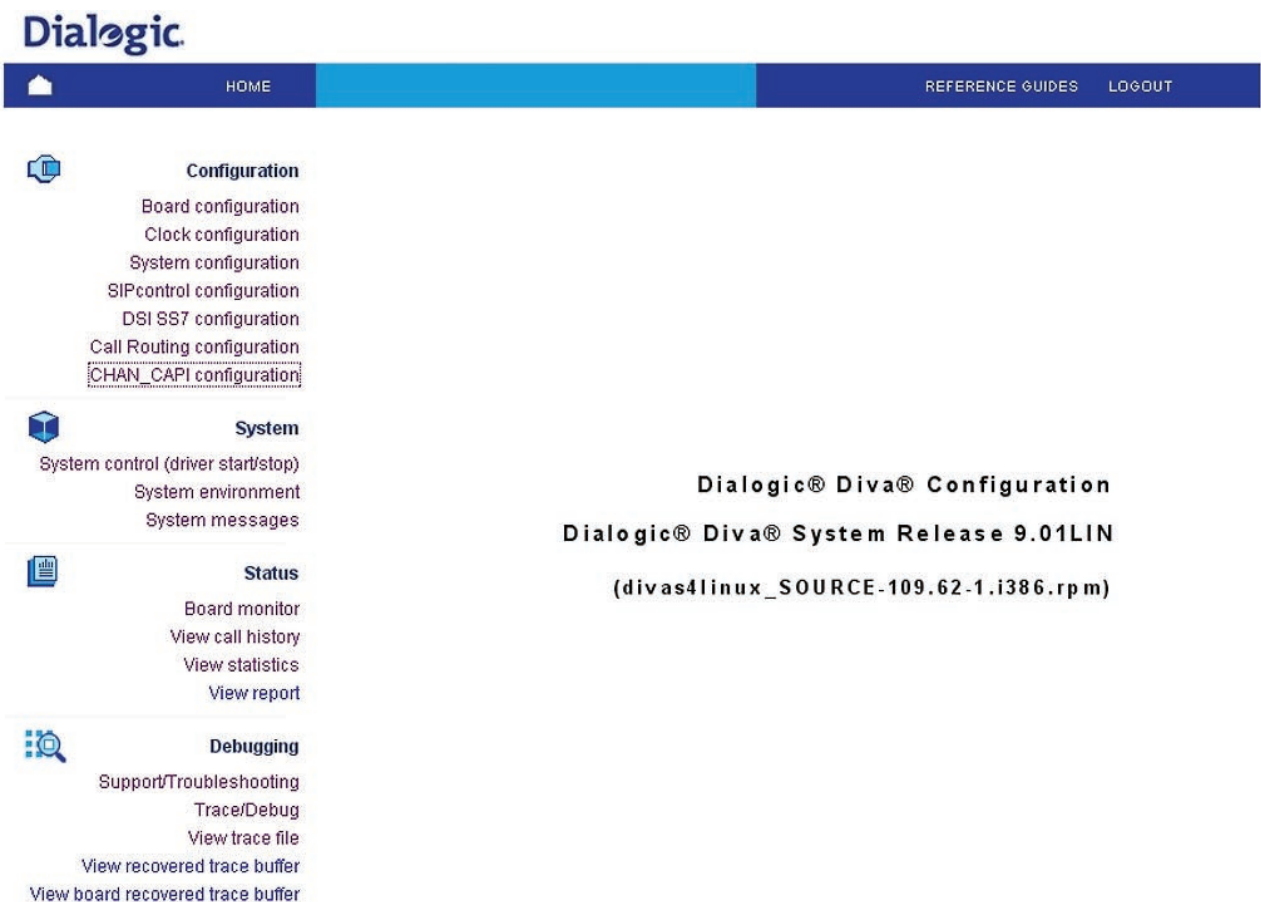 Dialogic
HOME
REFERENCE GUIDES LOGOUT
Configuration
Board configuration
Clock configuration
System configuration
SIPcontrol configuration
DSI SS7 configuration
Call Routing configuration
CHAN_CAPI configuration
System
System control (driver start/stop)
System environment
System messages
Status
Board monitor
View call history
View statistics
View report
Debugging
Support/Troubleshooting
Trace/Debug
View trace file
View recovered trace buffer
View board recovered trace buffer
Dialogic® Diva® Configuration
Dialogic® Diva® System Release 9.01LIN
(divas4linux_SOURCE-109.62-1.i386.rpm)